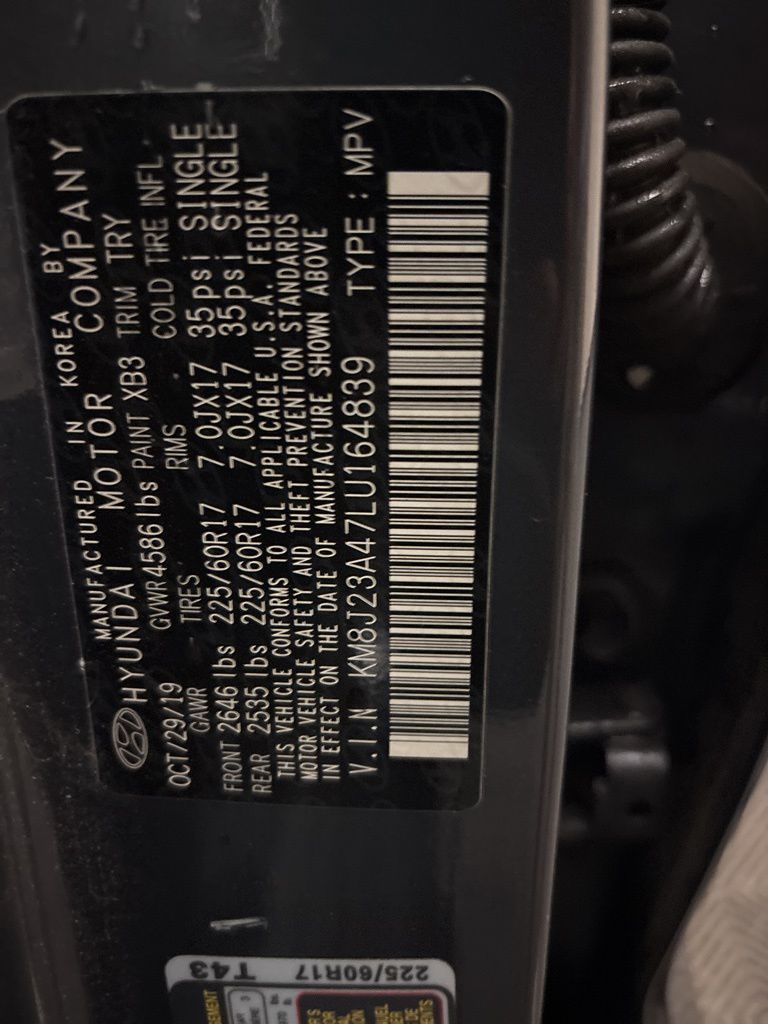 MANUFACTURED IN KOREA BY
HYUNDAI MOTOR COMPANY
OCT/29/19 GVWR 4586 lbs PAINT XB3 TRIM TRY
GAWR TIRES RIMS COLD TIRE INFL
FRONT 2646 lbs 225/60R17 7.0JX17 35psi SINGLE
REAR 2535 lbs 225/60R17 7.0JX17 35psi SINGLE
THIS VEHICLE CONFORMS TO ALL APPLICABLE U.S.A. FEDERAL
MOTOR VEHICLE SAFETY AND THEFT PREVENTION STANDARDS
IN EFFECT ON THE DATE OF MANUFACTURE SHOWN ABOVE
V.I.N KM8J23A47LU164839 TYPE : MPV
225/60R17 T43